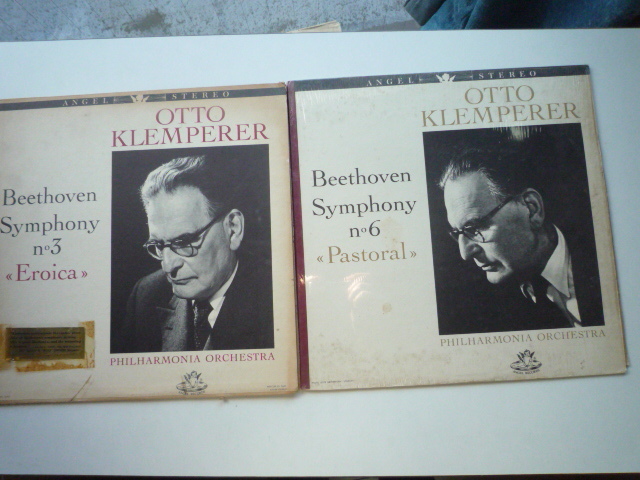 ANGEL STEREO
OTTO
KLEMPERER
Beethoven
Symphony
nº3
«Eroica»
PHILHARMONIA ORCHESTRA
ANGEL STEREO
OTTO
KLEMPERER
Beethoven
Symphony
nº6
«Pastoral»
PHILHARMONIA ORCHESTRA